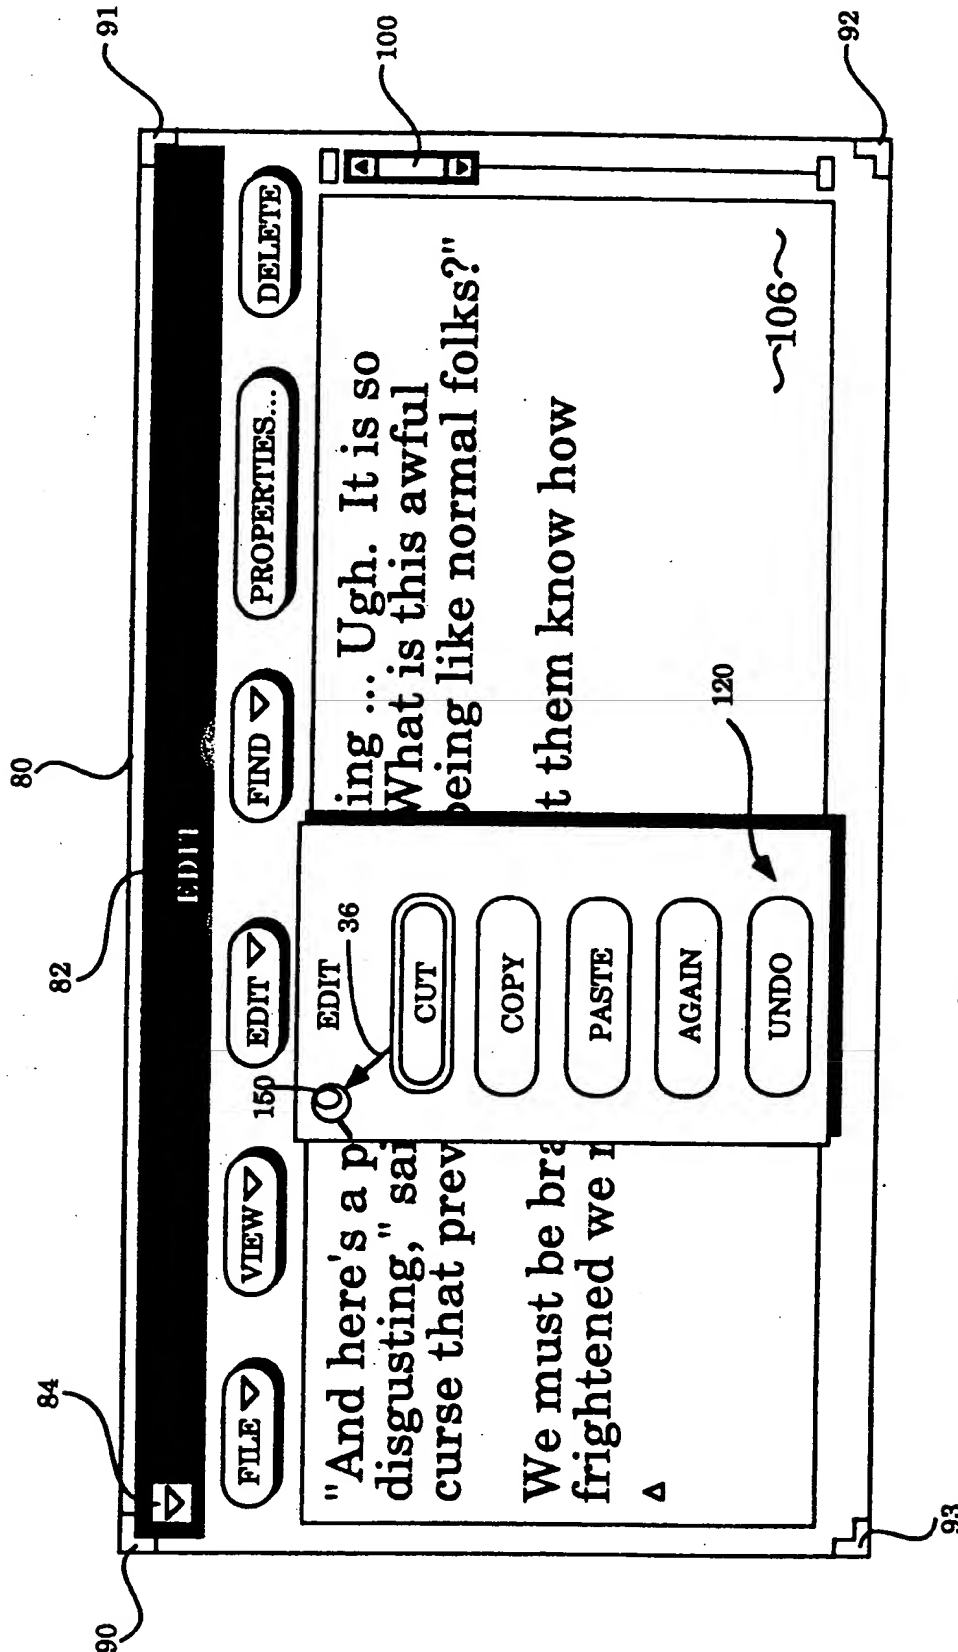 80
82
84
90
91
EDIT
FILE VIEW EDIT FIND PROPERTIES... DELETE
100
150
36
EDIT
CUT
COPY
PASTE
AGAIN
UNDO
120
"And here's a p ing ... Ugh. It is so
disgusting," sai What is this awful
curse that prev being like normal folks?"
We must be bra t them know how
frightened we
106
93
92